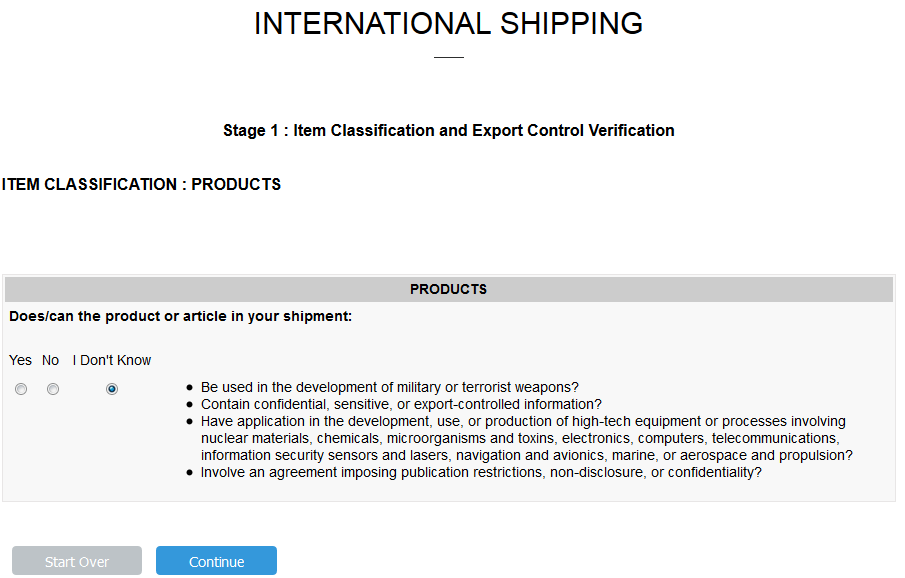 INTERNATIONAL SHIPPING
Stage 1 : Item Classification and Export Control Verification
ITEM CLASSIFICATION : PRODUCTS
PRODUCTS
Does/can the product or article in your shipment:
Yes No I Don't Know
● Be used in the development of military or terrorist weapons?
● Contain confidential, sensitive, or export-controlled information?
● Have application in the development, use, or production of high-tech equipment or processes involving
nuclear materials, chemicals, microorganisms and toxins, electronics, computers, telecommunications,
information security sensors and lasers, navigation and avionics, marine, or aerospace and propulsion?
● Involve an agreement imposing publication restrictions, non-disclosure, or confidentiality?
Start Over Continue